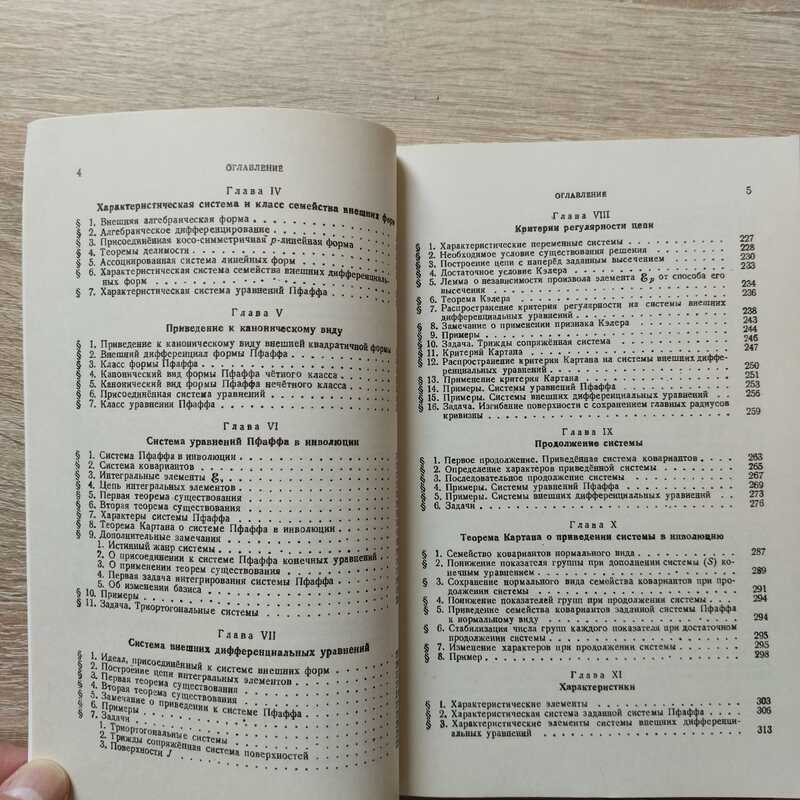 4
ОГЛАВЛЕНИЕ
Глава IV
Характеристическая система и класс семейства внешних форм
§ 1. Внешняя алгебраическая форма
§ 2. Алгебраическое дифференцирование
§ 3. Присоединённая косо-симметричная p-линейная форма
§ 4. Теоремы делимости
§ 5. Ассоциированная система линейных форм
§ 6. Характеристическая система семейства внешних дифференциаль-
ных форм
§ 7. Характеристическая система уравнений Пфаффа
Глава V
Приведение к каноническому виду
§ 1. Приведение к каноническому виду внешней квадратичной формы
§ 2. Внешний дифференциал формы Пфаффа
§ 3. Класс формы Пфаффа
§ 4. Канонический вид формы Пфаффа чётного класса
§ 5. Канонический вид формы Пфаффа нечётного класса
§ 6. Присоединённая система уравнений
§ 7. Класс уравнения Пфаффа
Глава VI
Система уравнений Пфаффа в инволюции
§ 1. Система Пфаффа в инволюции
§ 2. Система ковариантов
§ 3. Интегральные элементы
§ 4. Цепь интегральных элементов
§ 5. Первая теорема существования
§ 6. Вторая теорема существования
§ 7. Характеры системы Пфаффа
§ 8. Теорема Картана о системе Пфаффа в инволюции
§ 9. Дополнительные замечания
1. Истинный жанр системы
2. О присоединении к системе Пфаффа конечных уравнений
3. О применении теорем существования
4. Первая задача интегрирования системы Пфаффа
5. Об изменении базиса
§ 10. Примеры
§ 11. Задача. Триортогональные системы
Глава VII
Система внешних дифференциальных уравнений
§ 1. Идеал, присоединённый к системе внешних форм
§ 2. Построение цепи интегральных элементов
§ 3. Первая теорема существования
§ 4. Вторая теорема существования
§ 5. Замечание о приведении к системе Пфаффа
§ 6. Примеры
§ 7. Задачи
1. Триортогональные системы
2. Трижды сопряжённая система поверхностей
3. Поверхности J
ОГЛАВЛЕНИЕ
5
Глава VIII
Критерии регулярности цепи
§ 1. Характеристические переменные системы 227
§ 2. Необходимое условие существования решения 228
§ 3. Построение цепи с наперёд заданным высечением 230
§ 4. Достаточное условие Кэлера 233
§ 5. Лемма о независимости произвола элемента ℰp от способа его
высечения 234
§ 6. Теорема Кэлера 236
§ 7. Распространение критерия регулярности на системы внешних
дифференциальных уравнений 238
§ 8. Замечание о применении признака Кэлера 243
§ 9. Примеры 244
§ 10. Задача. Трижды сопряжённая система 246
§ 11. Критерий Картана 247
§ 12. Распространение критерия Картана на системы внешних диффе-
ренциальных уравнений 250
§ 13. Применение критерия Картана 251
§ 14. Примеры. Системы уравнений Пфаффа 253
§ 15. Примеры. Системы внешних дифференциальных уравнений 256
§ 16. Задача. Изгибание поверхности с сохранением главных радиусов
кривизны 259
Глава IX
Продолжение системы
§ 1. Первое продолжение. Приведённая система ковариантов 263
§ 2. Определение характеров приведённой системы 265
§ 3. Последовательное продолжение системы 267
§ 4. Примеры. Системы уравнений Пфаффа 270
§ 5. Примеры. Системы внешних дифференциальных уравнений 273
§ 6. Задачи 276
Глава X
Теорема Картана о приведении системы в инволюцию
§ 1. Семейство ковариантов нормального вида 287
§ 2. Понижение показателя группы при дополнении системы (S) ко-
нечным уравнением 289
§ 3. Сохранение нормального вида семейства ковариантов при про-
должении системы 291
§ 4. Понижение показателей групп при продолжении системы 294
§ 5. Приведение семейства ковариантов заданной системы Пфаффа
к нормальному виду 294
§ 6. Стабилизация числа групп каждого показателя при достаточном
продолжении системы 295
§ 7. Изменение характеров при продолжении системы 295
§ 8. Пример 298
Глава XI
Характеристики
§ 1. Характеристические элементы 303
§ 2. Характеристическая система заданной системы Пфаффа 306
§ 3. Характеристические элементы системы внешних дифференци-
альных уравнений 313